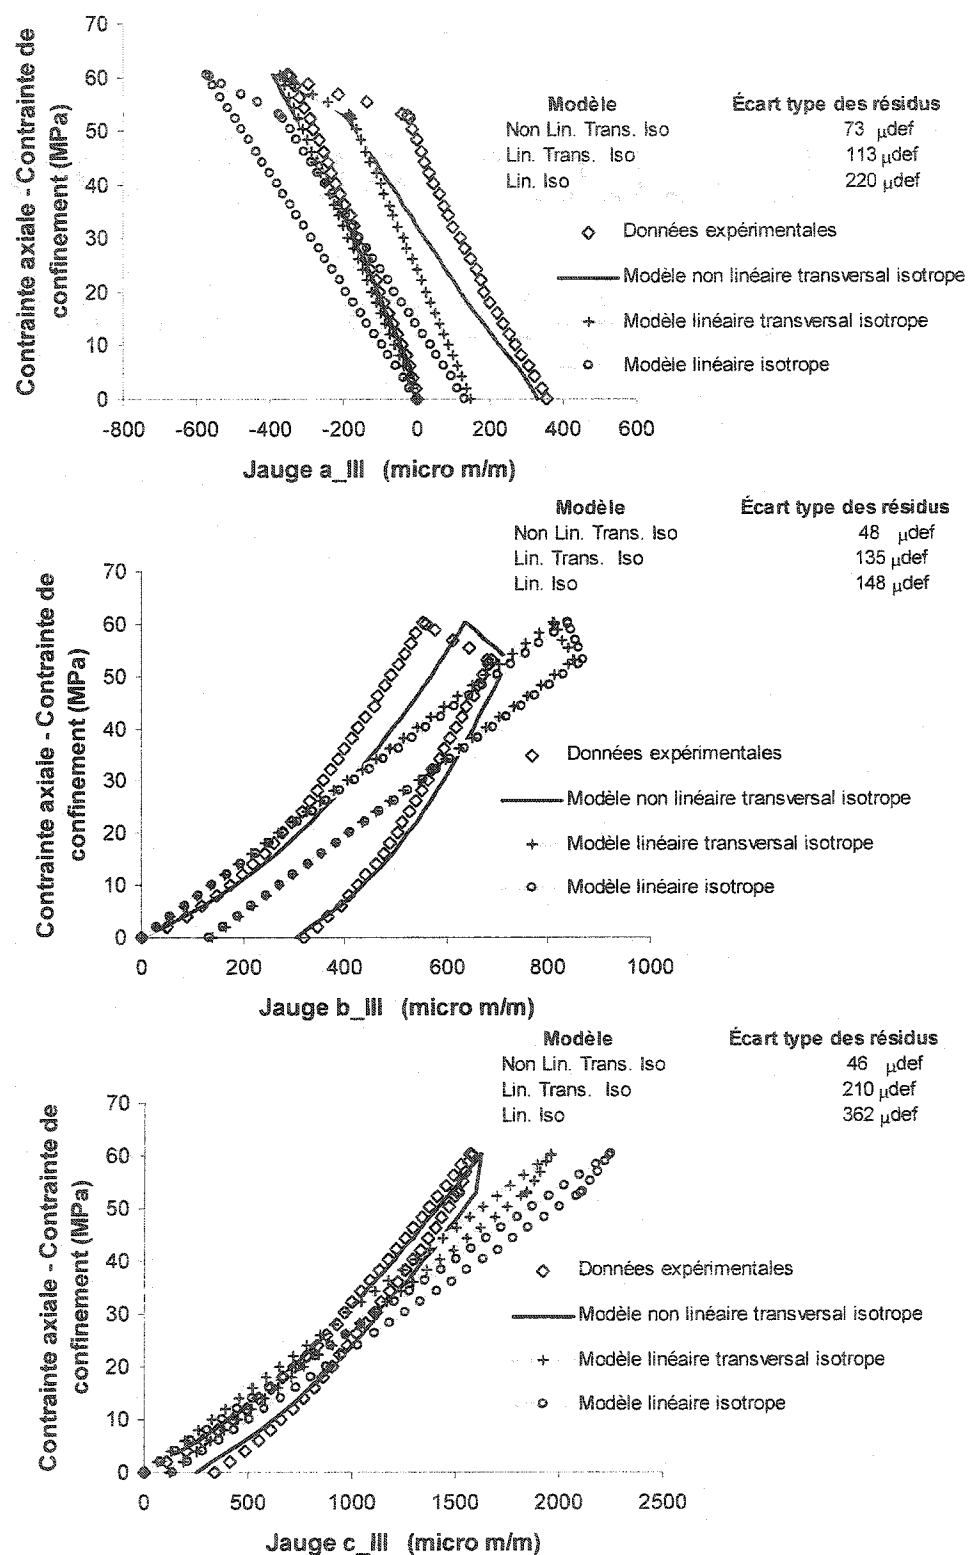 Contrainte axiale - Contrainte de
confinement (MPa)
70
60
50
40
30
20
10
0
-800 -600 -400 -200 0 200 400 600
Jauge a_III (micro m/m)
Modèle Écart type des résidus
Non Lin. Trans. Iso 73 µdef
Lin. Trans. Iso 113 µdef
Lin. Iso 220 µdef
Données expérimentales
Modèle non linéaire transversal isotrope
Modèle linéaire transversal isotrope
Modèle linéaire isotrope
Modèle Écart type des résidus
Non Lin. Trans. Iso 48 µdef
Lin. Trans. Iso 135 µdef
Lin. Iso 148 µdef
Contrainte axiale - Contrainte de
confinement (MPa)
70
60
50
40
30
20
10
0
0 200 400 600 800 1000
Jauge b_III (micro m/m)
Données expérimentales
Modèle non linéaire transversal isotrope
Modèle linéaire transversal isotrope
Modèle linéaire isotrope
Modèle Écart type des résidus
Non Lin. Trans. Iso 46 µdef
Lin. Trans. Iso 210 µdef
Lin. Iso 362 µdef
Contrainte axiale - Contrainte de
confinement (MPa)
70
60
50
40
30
20
10
0
0 500 1000 1500 2000 2500
Jauge c_III (micro m/m)
Données expérimentales
Modèle non linéaire transversal isotrope
Modèle linéaire transversal isotrope
Modèle linéaire isotrope